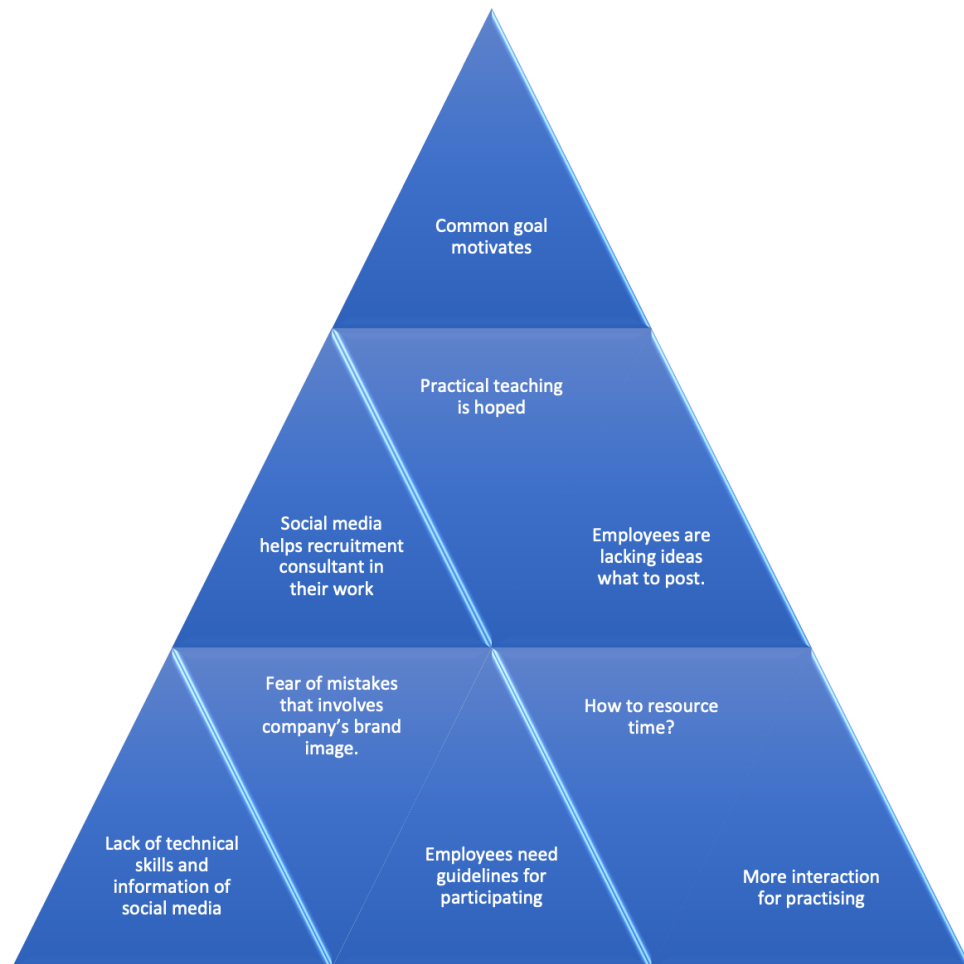 Common goal
motivates
Practical teaching
is hoped
Social media
helps recruitment
consultant in
their work
Employees are
lacking ideas
what to post.
Fear of mistakes
that involves
company’s brand
image.
How to resource
time?
Lack of technical
skills and
information of
social media
Employees need
guidelines for
participating
More interaction
for practising